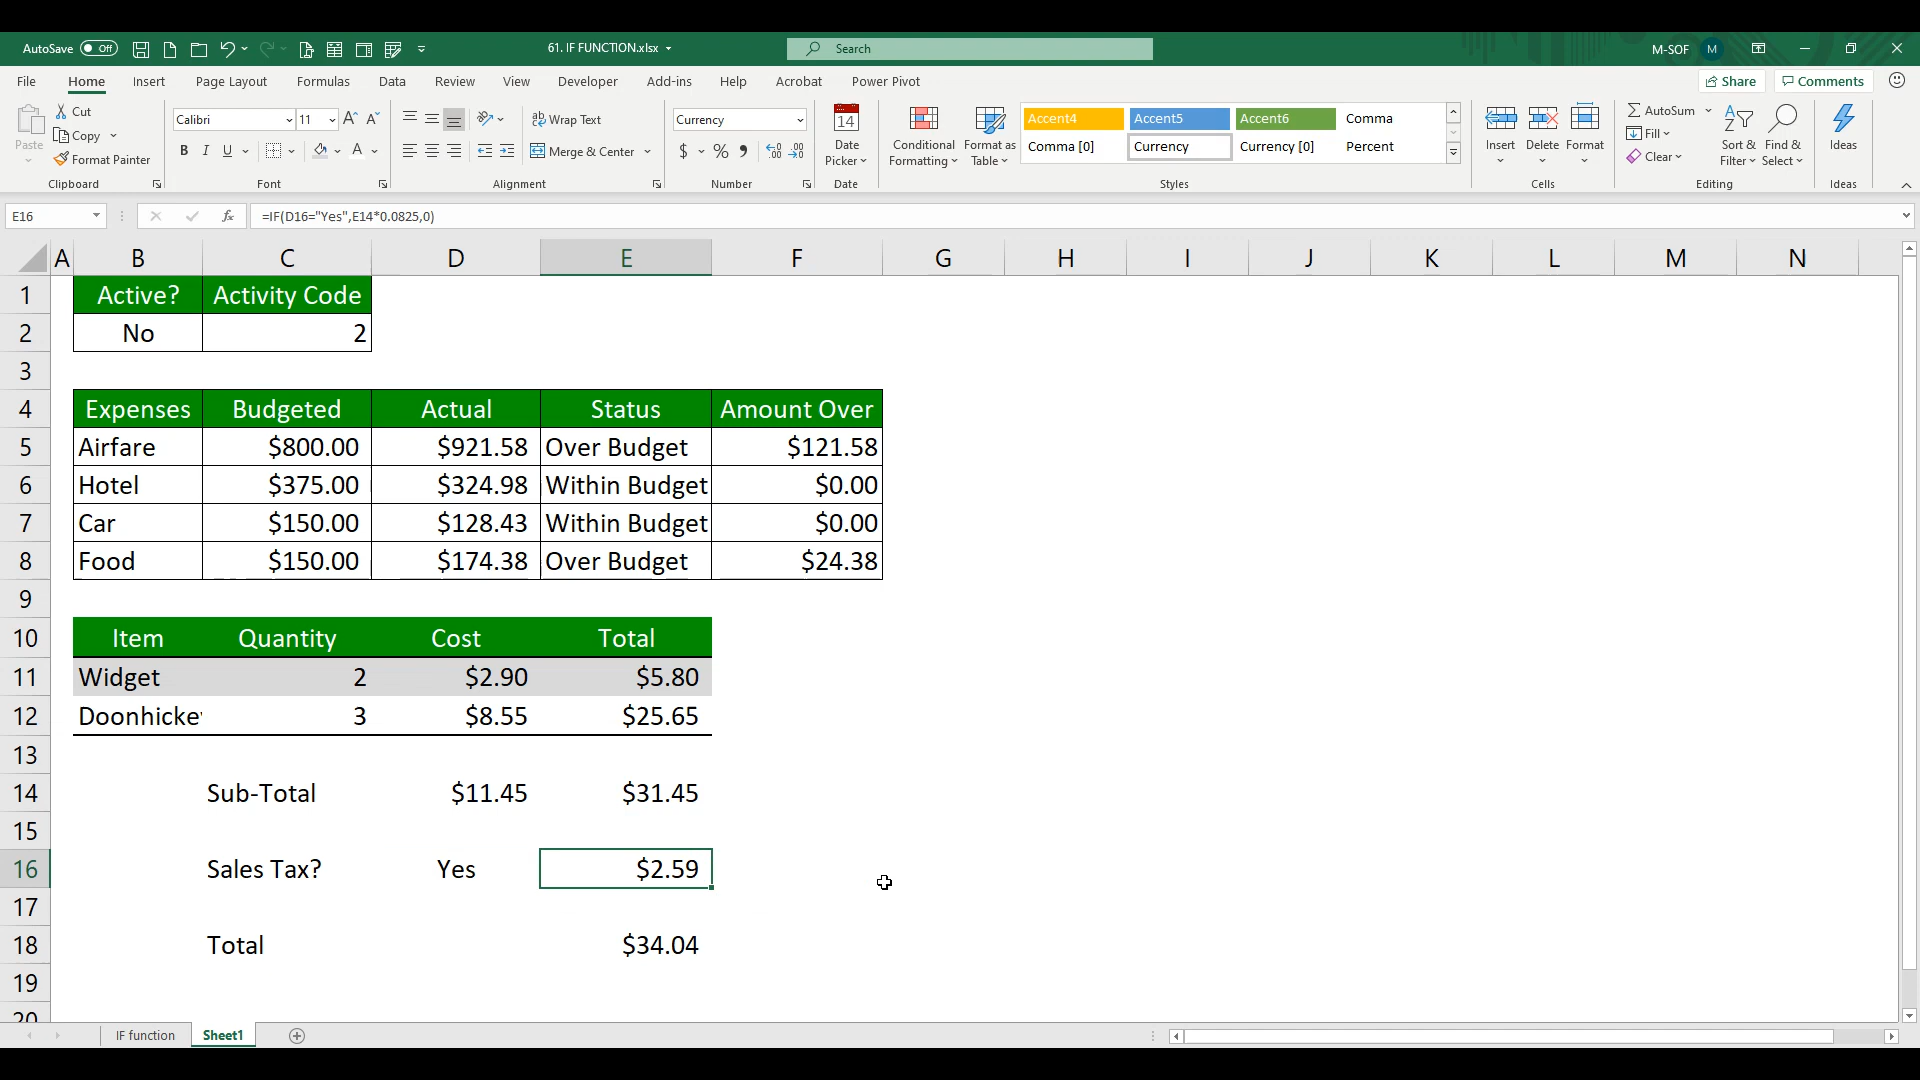 AutoSave Off 61. IF FUNCTION.xlsx Search M-SOF M
File Home Insert Page Layout Formulas Data Review View Developer Add-ins Help Acrobat Power Pivot Share Comments
Paste Cut Copy Format Painter Clipboard
Calibri 11 B I U A Font
Wrap Text Merge & Center Alignment
Currency $ % Number
14 Date Picker Date
Conditional Formatting Format as Table Accent4 Accent5 Accent6 Comma
Comma [0] Currency Currency [0] Percent Styles
Insert Delete Format Cells
AutoSum Fill Clear Sort & Filter Find & Select Editing
Ideas Ideas
E16 fx =IF(D16="Yes",E14*0.0825,0)
A B C D E F G H I J K L M N
1 Active? Activity Code
2 No 2
3
4 Expenses Budgeted Actual Status Amount Over
5 Airfare $800.00 $921.58 Over Budget $121.58
6 Hotel $375.00 $324.98 Within Budget $0.00
7 Car $150.00 $128.43 Within Budget $0.00
8 Food $150.00 $174.38 Over Budget $24.38
9
10 Item Quantity Cost Total
11 Widget 2 $2.90 $5.80
12 Doonhickey 3 $8.55 $25.65
13
14 Sub-Total $11.45 $31.45
15
16 Sales Tax? Yes $2.59
17
18 Total $34.04
19
20
IF function Sheet1